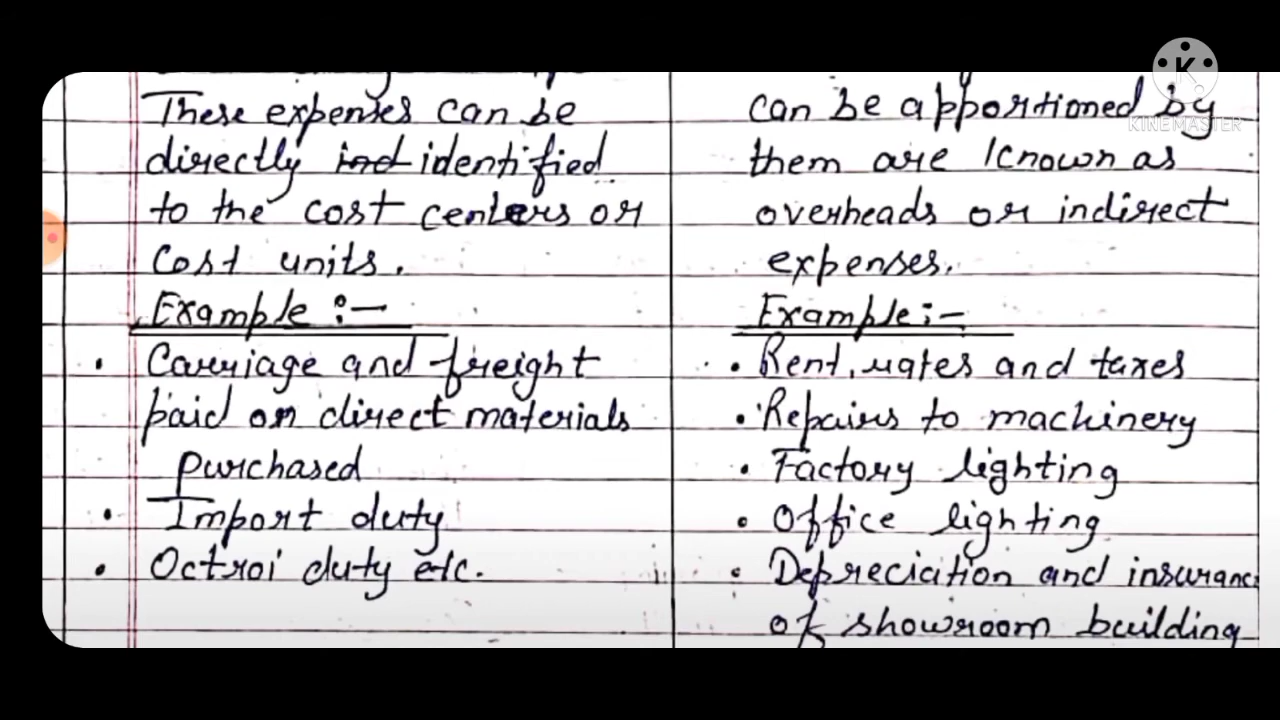 These expenses can be
directly ind identified
to the cost centers or
cost units.
Example :-
• Carriage and freight
paid on direct materials
purchased
• Import duty
• Octroi duty etc.
can be apportioned by
them are known as
overheads or indirect
expenses.
Example :-
• Rent, rates and taxes
• Repairs to machinery
• Factory lighting
• Office lighting
• Depreciation and insuranc
of showroom building
K
KINEMASTER